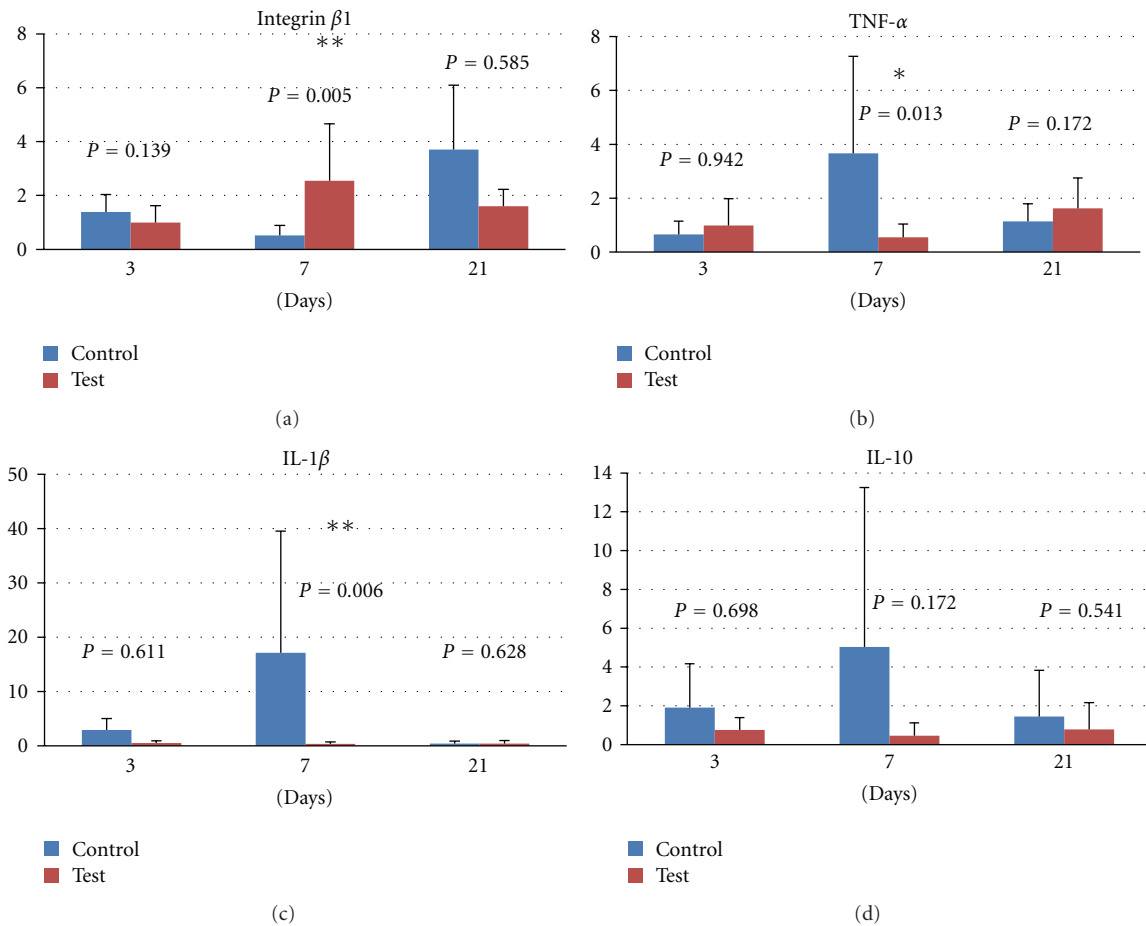 Integrin β1
8
6
4
2
0
**
P = 0.139
P = 0.005
P = 0.585
3
7
21
(Days)
Control
Test
(a)
TNF-α
8
6
4
2
0
*
P = 0.942
P = 0.013
P = 0.172
3
7
21
(Days)
Control
Test
(b)
IL-1β
50
40
30
20
10
0
**
P = 0.611
P = 0.006
P = 0.628
3
7
21
(Days)
Control
Test
(c)
IL-10
14
12
10
8
6
4
2
0
P = 0.698
P = 0.172
P = 0.541
3
7
21
(Days)
Control
Test
(d)